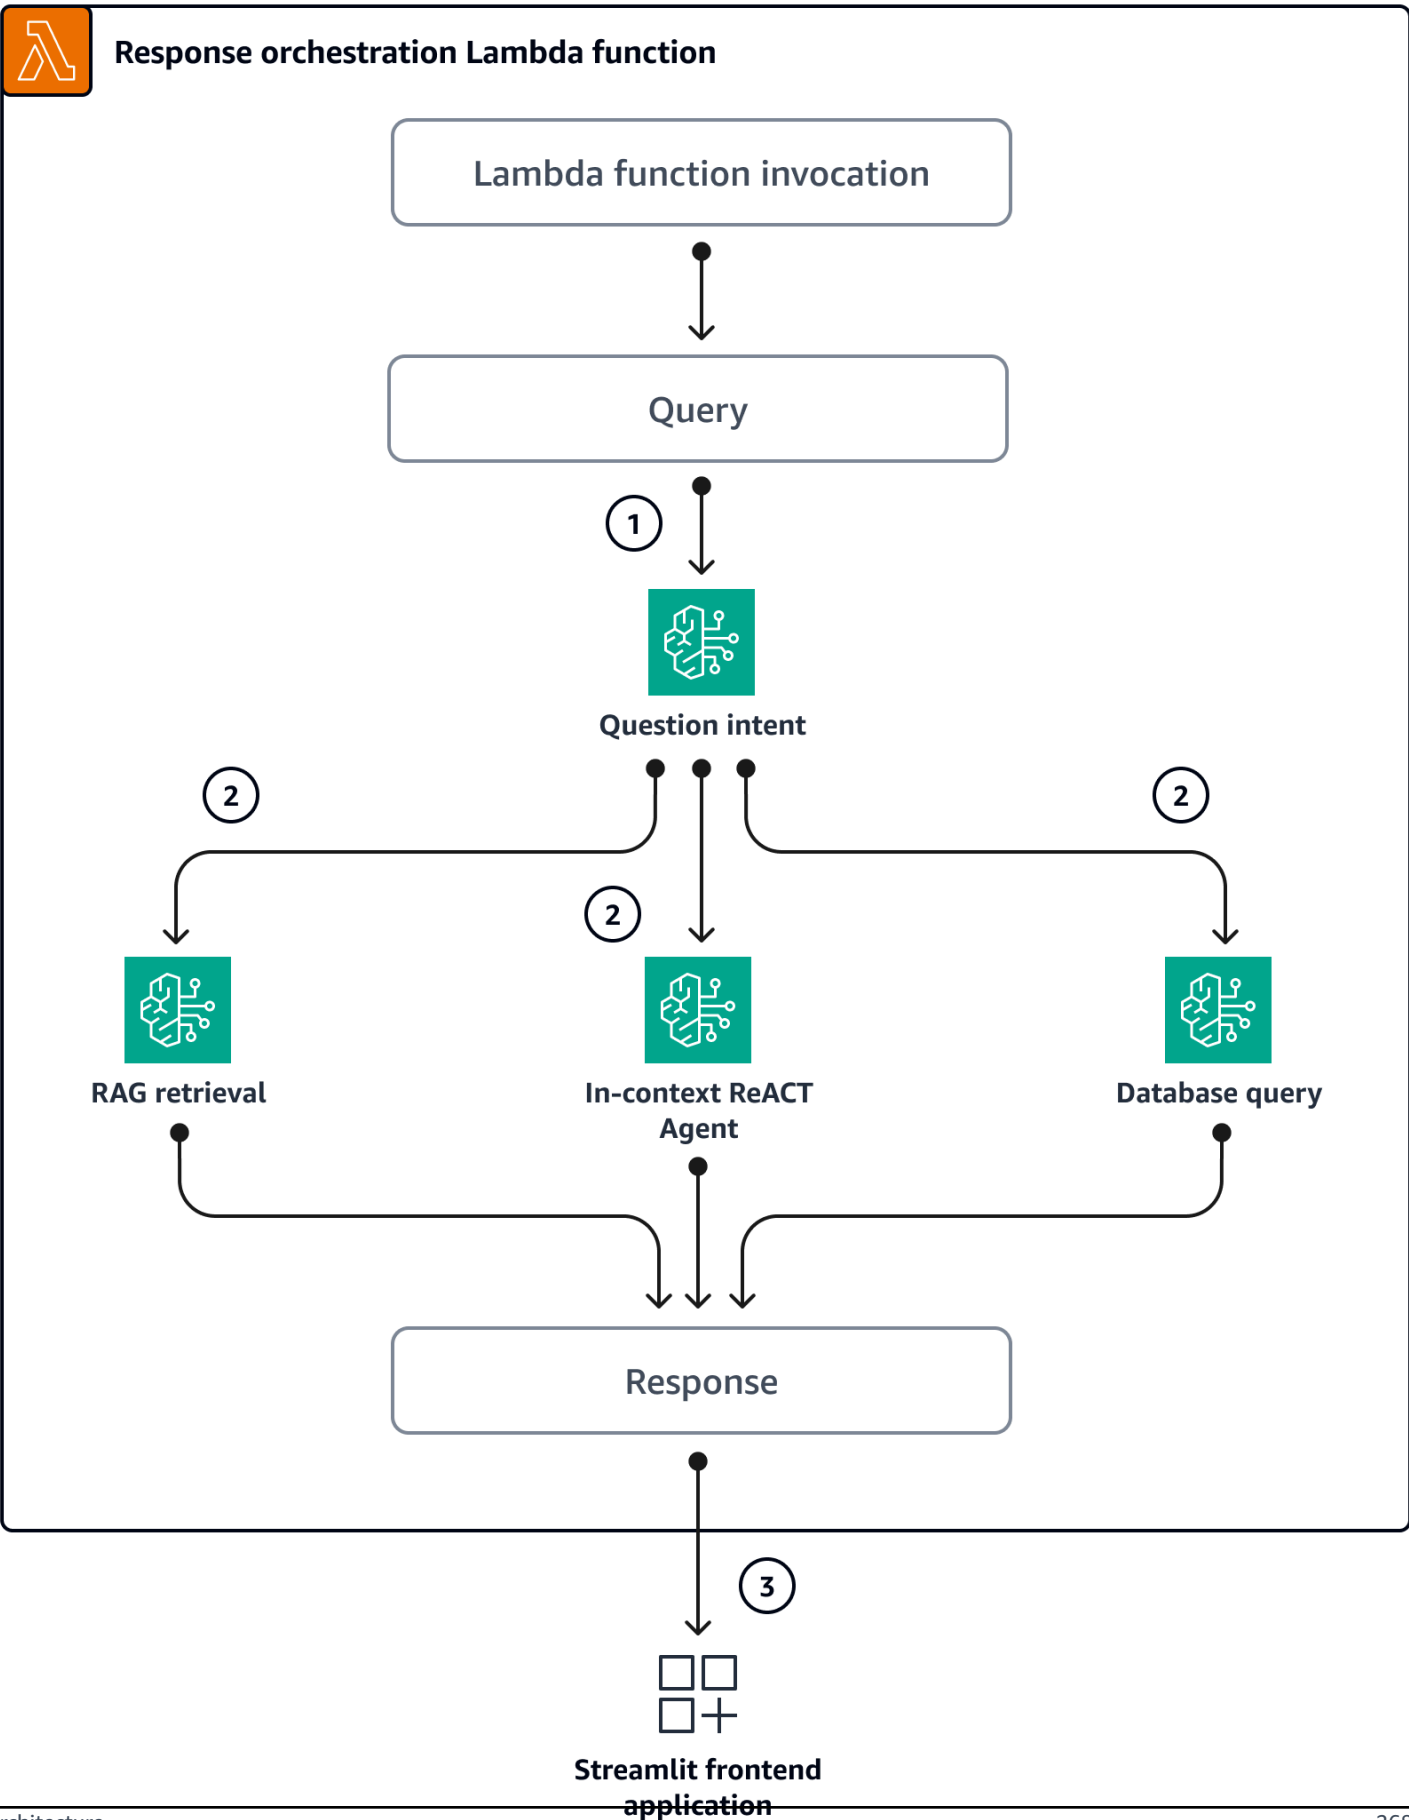 Response orchestration Lambda function
Lambda function invocation
Query
1
Question intent
2
2
2
RAG retrieval
In-context ReACT
Agent
Database query
Response
3
Streamlit frontend
application